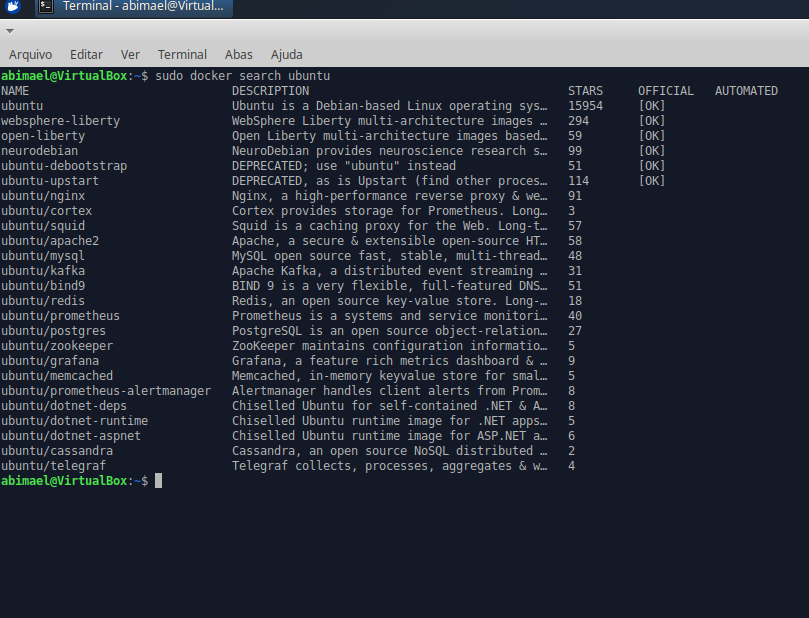 Terminal - abimael@Virtual...
Arquivo Editar Ver Terminal Abas Ajuda
abimael@VirtualBox:~$ sudo docker search ubuntu
NAME DESCRIPTION STARS OFFICIAL AUTOMATED
ubuntu Ubuntu is a Debian-based Linux operating sys… 15954 [OK]
websphere-liberty WebSphere Liberty multi-architecture images … 294 [OK]
open-liberty Open Liberty multi-architecture images based… 59 [OK]
neurodebian NeuroDebian provides neuroscience research s… 99 [OK]
ubuntu-debootstrap DEPRECATED; use "ubuntu" instead 51 [OK]
ubuntu-upstart DEPRECATED, as is Upstart (find other proces… 114 [OK]
ubuntu/nginx Nginx, a high-performance reverse proxy & we… 91
ubuntu/cortex Cortex provides storage for Prometheus. Long… 3
ubuntu/squid Squid is a caching proxy for the Web. Long-t… 57
ubuntu/apache2 Apache, a secure & extensible open-source HT… 58
ubuntu/mysql MySQL open source fast, stable, multi-thread… 48
ubuntu/kafka Apache Kafka, a distributed event streaming … 31
ubuntu/bind9 BIND 9 is a very flexible, full-featured DNS… 51
ubuntu/redis Redis, an open source key-value store. Long-… 18
ubuntu/prometheus Prometheus is a systems and service monitori… 40
ubuntu/postgres PostgreSQL is an open source object-relation… 27
ubuntu/zookeeper ZooKeeper maintains configuration informatio… 5
ubuntu/grafana Grafana, a feature rich metrics dashboard & … 9
ubuntu/memcached Memcached, in-memory keyvalue store for smal… 5
ubuntu/prometheus-alertmanager Alertmanager handles client alerts from Prom… 8
ubuntu/dotnet-deps Chiselled Ubuntu for self-contained .NET & A… 8
ubuntu/dotnet-runtime Chiselled Ubuntu runtime image for .NET apps… 5
ubuntu/dotnet-aspnet Chiselled Ubuntu runtime image for ASP.NET a… 6
ubuntu/cassandra Cassandra, an open source NoSQL distributed … 2
ubuntu/telegraf Telegraf collects, processes, aggregates & w… 4
abimael@VirtualBox:~$